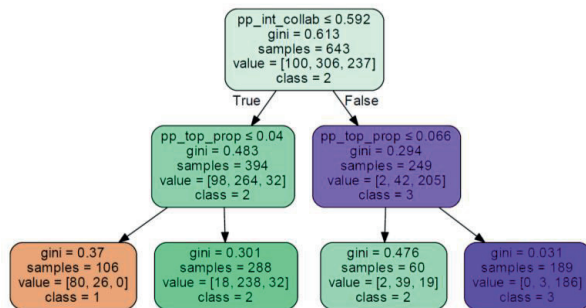 pp_int_collab ≤ 0.592
gini = 0.613
samples = 643
value = [100, 306, 237]
class = 2
True
False
pp_top_prop ≤ 0.04
gini = 0.483
samples = 394
value = [98, 264, 32]
class = 2
pp_top_prop ≤ 0.066
gini = 0.294
samples = 249
value = [2, 42, 205]
class = 3
gini = 0.37
samples = 106
value = [80, 26, 0]
class = 1
gini = 0.301
samples = 288
value = [18, 238, 32]
class = 2
gini = 0.476
samples = 60
value = [2, 39, 19]
class = 2
gini = 0.031
samples = 189
value = [0, 3, 186]
class = 3